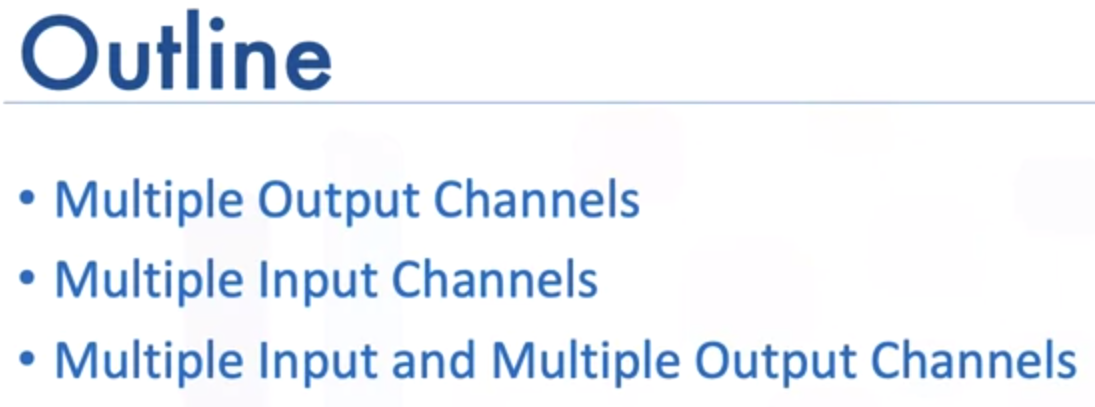 Outline
• Multiple Output Channels
• Multiple Input Channels
• Multiple Input and Multiple Output Channels